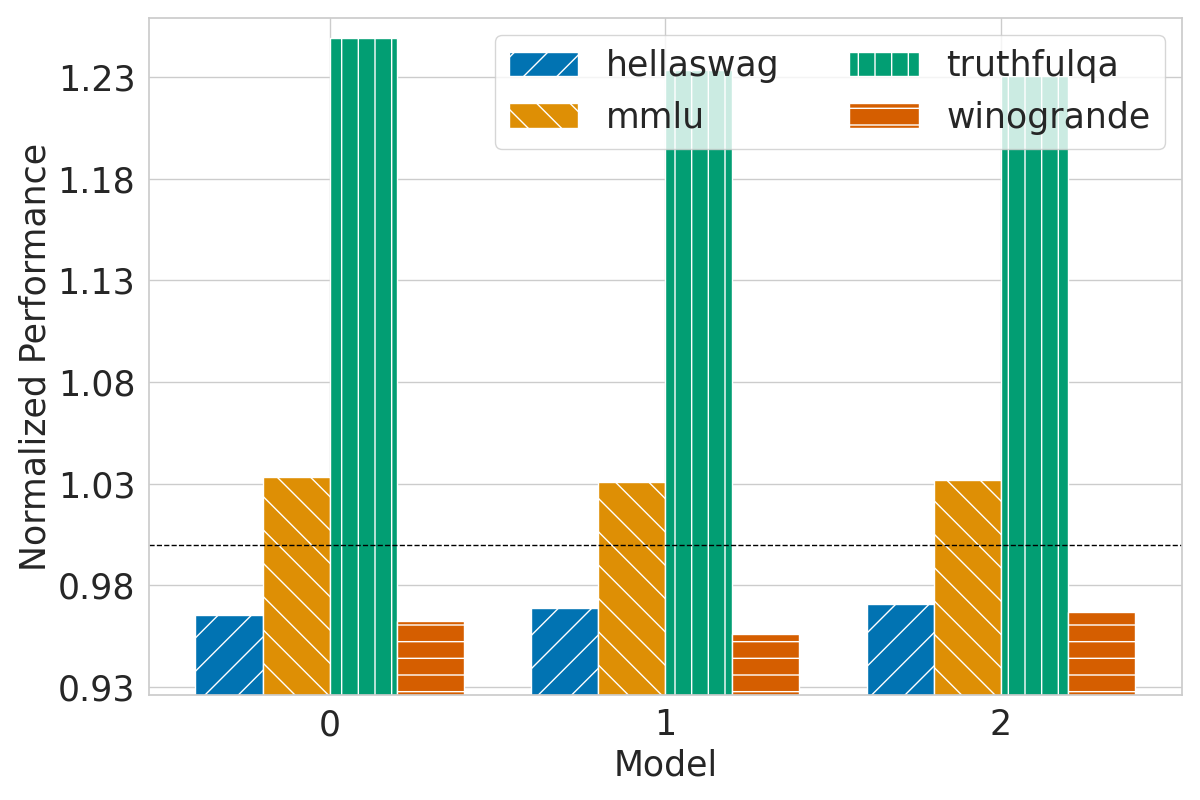 Normalized Performance
1.23
1.18
1.13
1.08
1.03
0.98
0.93
hellaswag
mmlu
truthfulqa
winogrande
0 1 2
Model